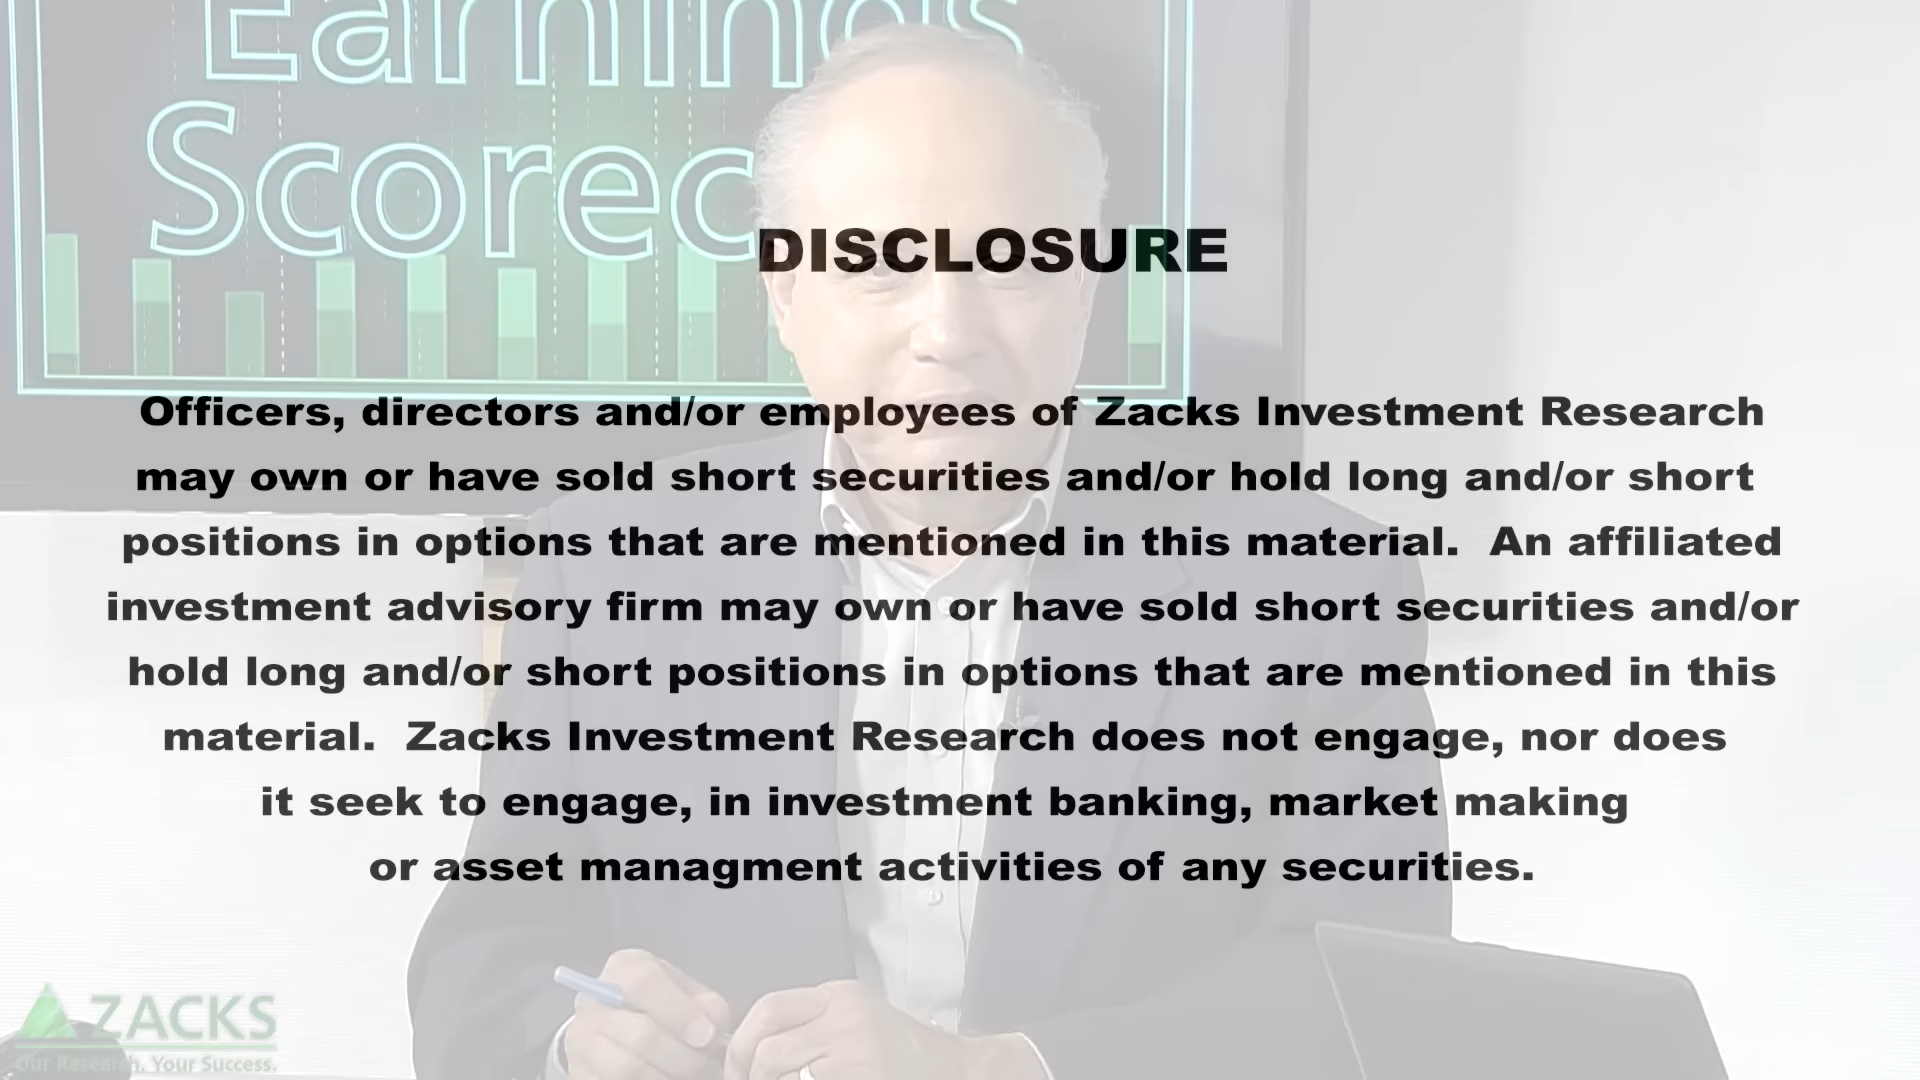 Earnings
Scorec
DISCLOSURE
Officers, directors and/or employees of Zacks Investment Research
may own or have sold short securities and/or hold long and/or short
positions in options that are mentioned in this material.  An affiliated
investment advisory firm may own or have sold short securities and/or
hold long and/or short positions in options that are mentioned in this
material.  Zacks Investment Research does not engage, nor does
it seek to engage, in investment banking, market making
or asset managment activities of any securities.
ZACKS
Our Research. Your Success.